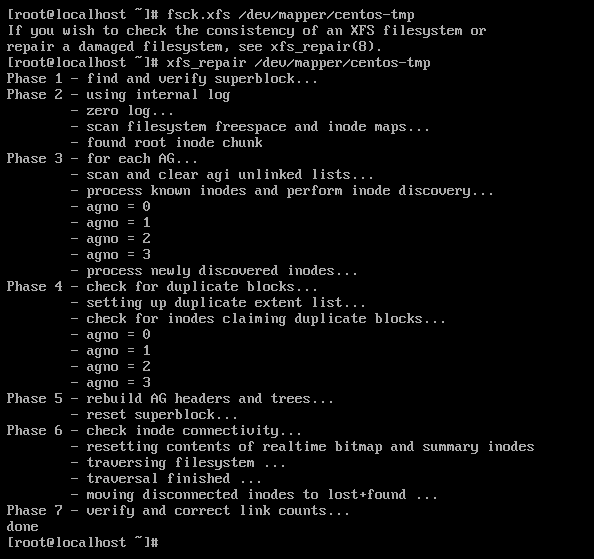 [root@localhost ~]# fsck.xfs /dev/mapper/centos-tmp
If you wish to check the consistency of an XFS filesystem or
repair a damaged filesystem, see xfs_repair(8).
[root@localhost ~]# xfs_repair /dev/mapper/centos-tmp
Phase 1 - find and verify superblock...
Phase 2 - using internal log
        - zero log...
        - scan filesystem freespace and inode maps...
        - found root inode chunk
Phase 3 - for each AG...
        - scan and clear agi unlinked lists...
        - process known inodes and perform inode discovery...
        - agno = 0
        - agno = 1
        - agno = 2
        - agno = 3
        - process newly discovered inodes...
Phase 4 - check for duplicate blocks...
        - setting up duplicate extent list...
        - check for inodes claiming duplicate blocks...
        - agno = 0
        - agno = 1
        - agno = 2
        - agno = 3
Phase 5 - rebuild AG headers and trees...
        - reset superblock...
Phase 6 - check inode connectivity...
        - resetting contents of realtime bitmap and summary inodes
        - traversing filesystem ...
        - traversal finished ...
        - moving disconnected inodes to lost+found ...
Phase 7 - verify and correct link counts...
done
[root@localhost ~]#